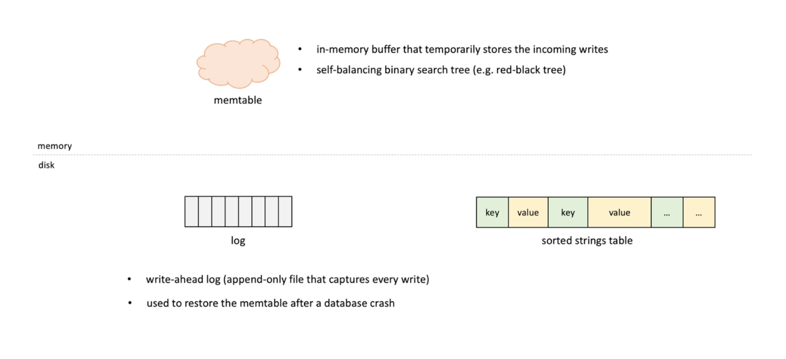 • in-memory buffer that temporarily stores the incoming writes
• self-balancing binary search tree (e.g. red-black tree)
memtable
memory
disk
key value key value ... ...
log
sorted strings table
• write-ahead log (append-only file that captures every write)
• used to restore the memtable after a database crash